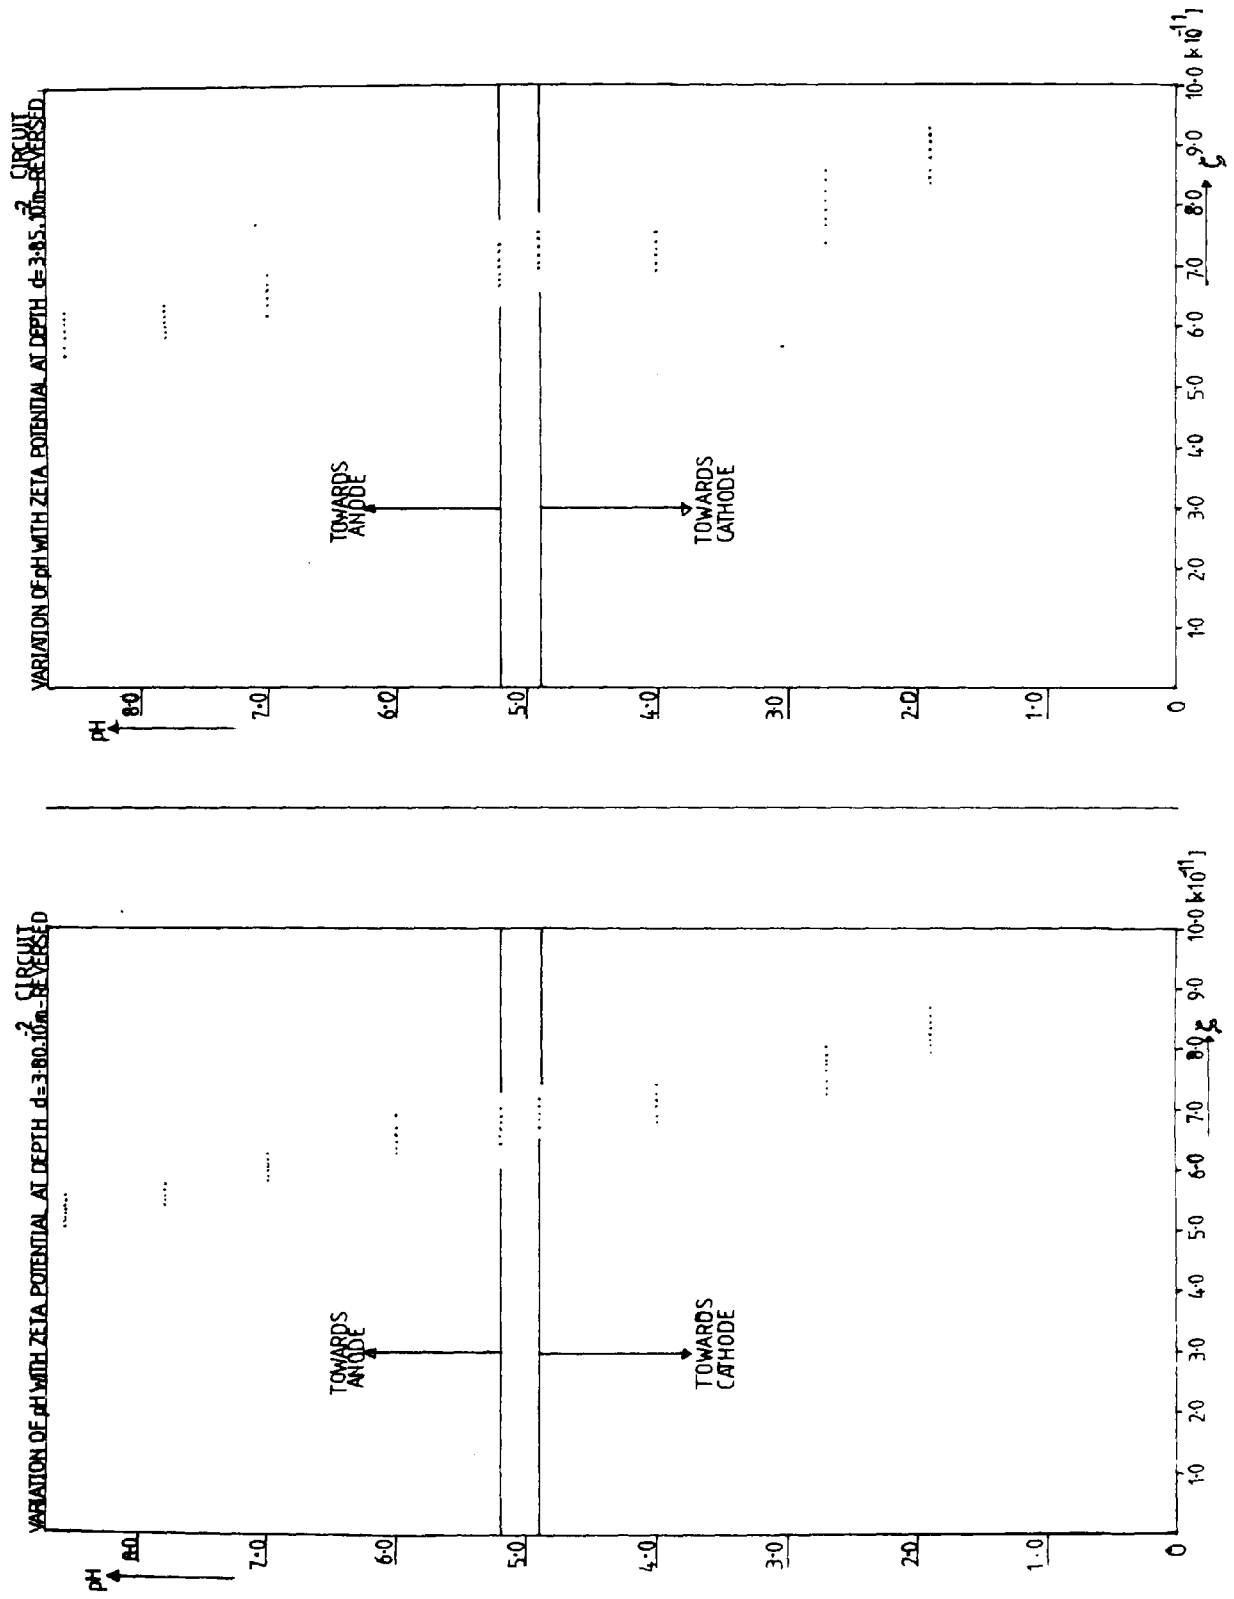 VARIATION OF pH WITH ZETA POTENTIAL AT DEPTH d=3·80.10⁻²m-REVERSED CIRCUIT
pH
8·0
7·0
6·0
5·0
4·0
3·0
2·0
1·0
0
TOWARDS
ANODE
TOWARDS
CATHODE
1·0 2·0 3·0 4·0 5·0 6·0 7·0 8·0 9·0 10·0 (×10⁻¹¹)
ζ
VARIATION OF pH WITH ZETA POTENTIAL AT DEPTH d=3·85.10⁻²m-REVERSED CIRCUIT
pH
8·0
7·0
6·0
5·0
4·0
3·0
2·0
1·0
0
TOWARDS
ANODE
TOWARDS
CATHODE
1·0 2·0 3·0 4·0 5·0 6·0 7·0 8·0 9·0 10·0 (×10⁻¹¹)
ζ